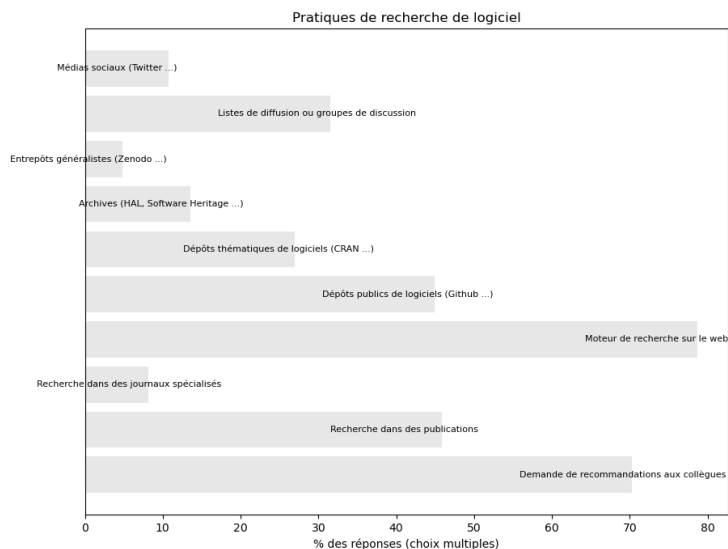 Pratiques de recherche de logiciel
Médias sociaux (Twitter ...)
Listes de diffusion ou groupes de discussion
Entrepôts généralistes (Zenodo ...)
Archives (HAL, Software Heritage ...)
Dépôts thématiques de logiciels (CRAN ...)
Dépôts publics de logiciels (Github ...)
Moteur de recherche sur le web
Recherche dans des journaux spécialisés
Recherche dans des publications
Demande de recommandations aux collègues
0 10 20 30 40 50 60 70 80
% des réponses (choix multiples)